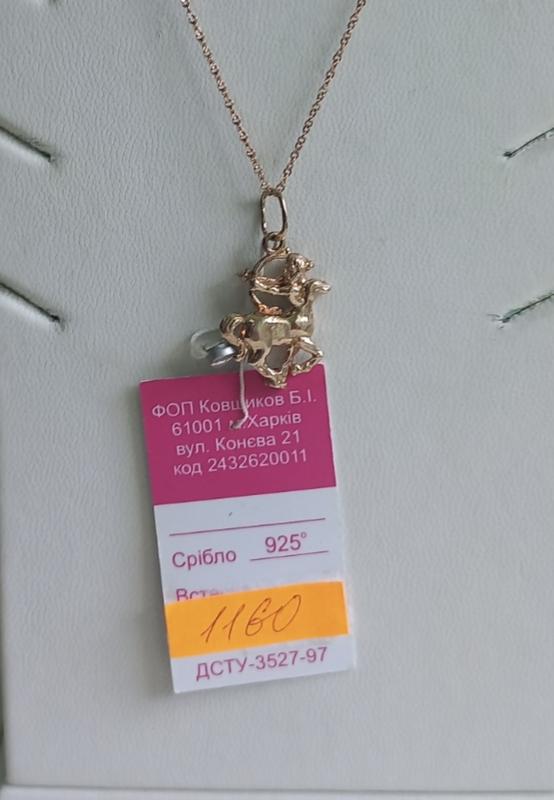 ФОП Ковшиков Б.І.
61001 м.Харків
вул. Конєва 21
код 2432620011
Срібло 925°
1160
ДСТУ-3527-97